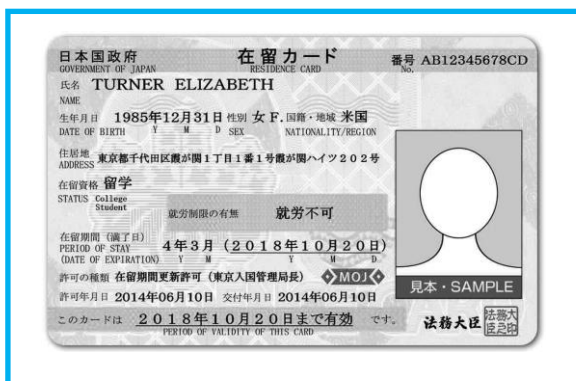 日本国政府 在留カード 番号 AB12345678CD
GOVERNMENT OF JAPAN RESIDENCE CARD No.
氏名 TURNER ELIZABETH
NAME
生年月日 1985年12月31日 性別 女 F. 国籍・地域 米国
DATE OF BIRTH Y M D SEX NATIONALITY/REGION
住居地 東京都千代田区霞が関1丁目1番1号霞が関ハイツ202号
ADDRESS
在留資格 留学
STATUS College Student
就労制限の有無 就労不可
在留期間(満了日) 4年3月(2018年10月20日)
PERIOD OF STAY
(DATE OF EXPIRATION) Y M Y M D
許可の種類 在留期間更新許可(東京入国管理局長) MOJ
見本・SAMPLE
許可年月日 2014年06月10日 交付年月日 2014年06月10日
このカードは 2018年10月20日まで有効 です。
PERIOD OF VALIDITY OF THIS CARD
法務大臣 法務大臣之印